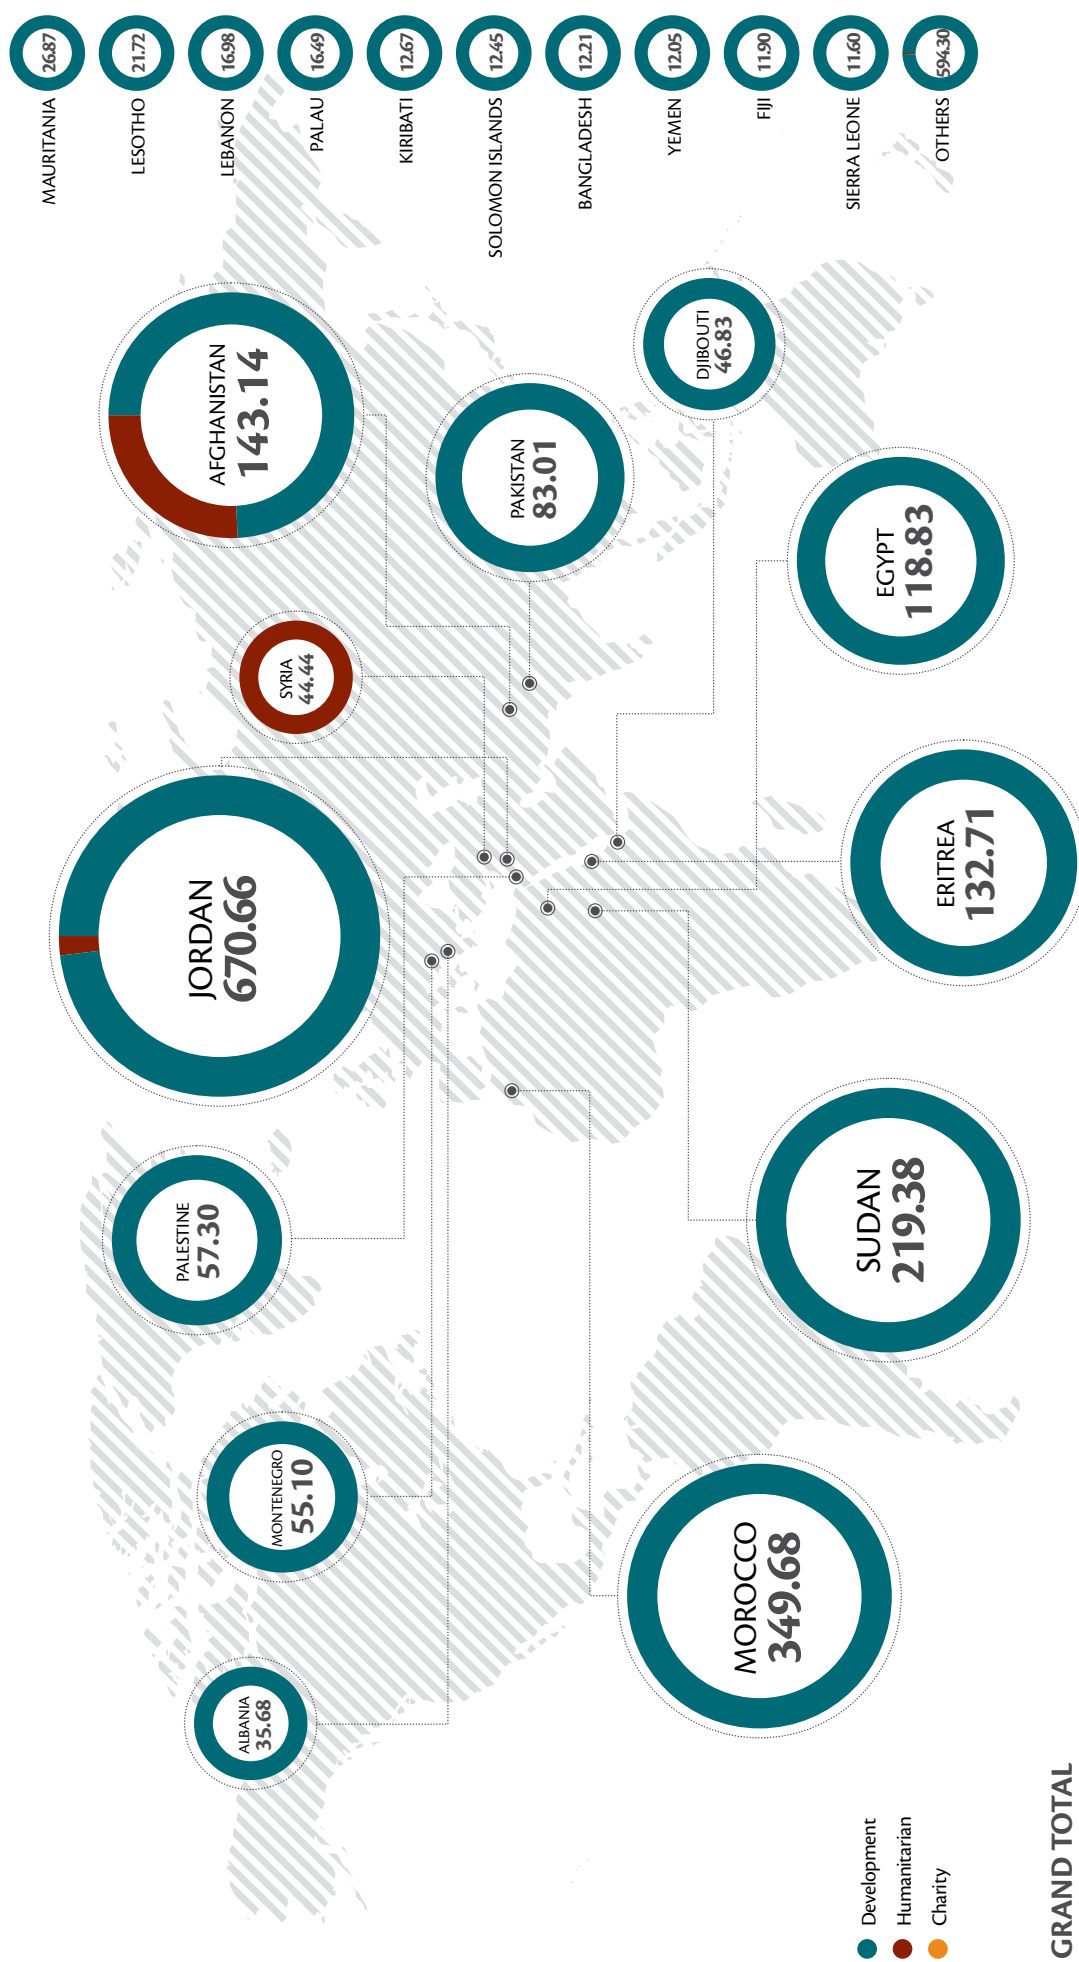 ALBANIA
35.68
MONTENEGRO
55.10
PALESTINE
57.30
JORDAN
670.66
SYRIA
44.44
AFGHANISTAN
143.14
PAKISTAN
83.01
DJIBOUTI
46.83
EGYPT
118.83
ERITREA
132.71
SUDAN
219.38
MOROCCO
349.68
MAURITANIA
26.87
LESOTHO
21.72
LEBANON
16.98
PALAU
16.49
KIRIBATI
12.67
SOLOMON ISLANDS
12.45
BANGLADESH
12.21
YEMEN
12.05
FIJI
11.90
SIERRA LEONE
11.60
OTHERS
594.30
Development
Humanitarian
Charity
GRAND TOTAL